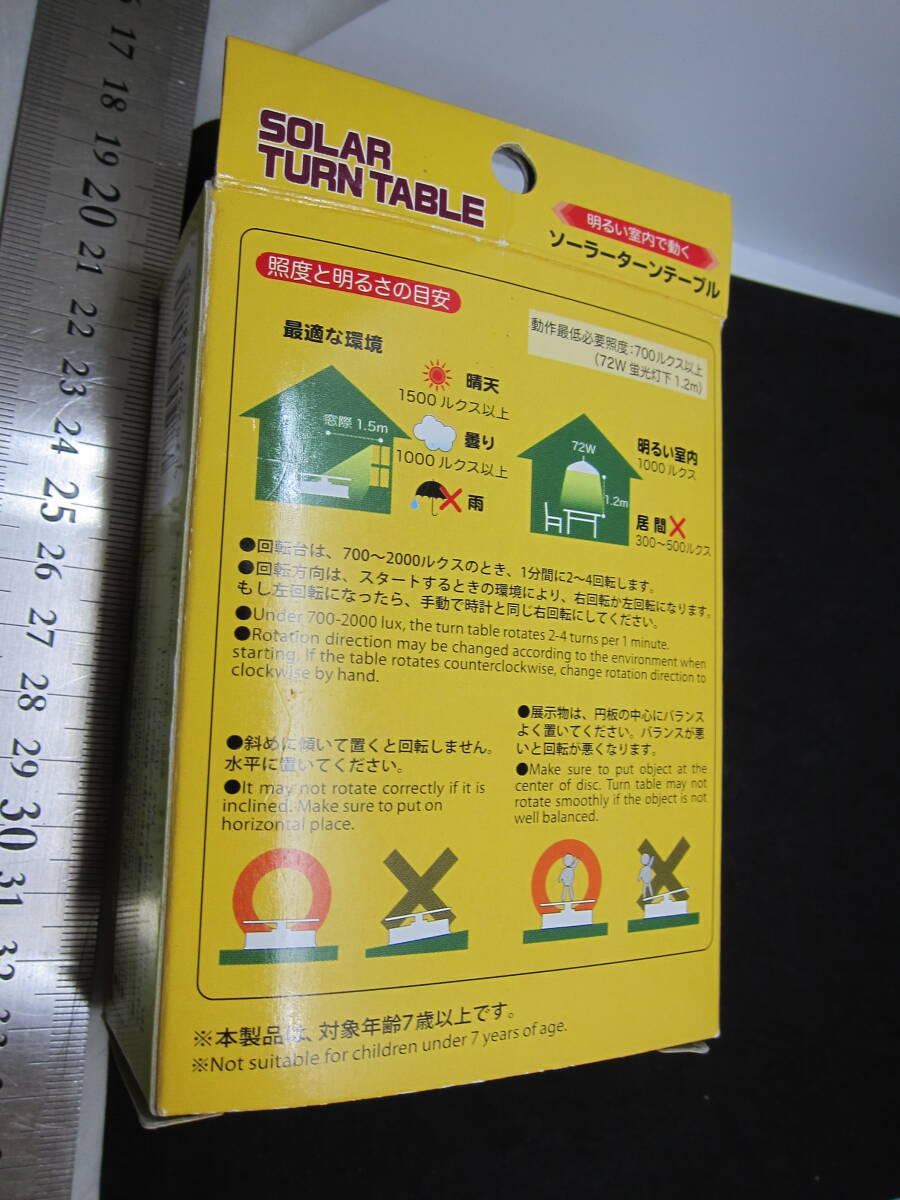 17
18
19
20
21
22
23
24
25
26
27
28
29
30
31
32
SOLAR
TURN TABLE
明るい室内で動く
ソーラーターンテーブル
照度と明るさの目安
最適な環境
動作最低必要照度:700ルクス以上
(72W 蛍光灯下 1.2m)
窓際 1.5m
晴天
1500 ルクス以上
曇り
1000 ルクス以上
雨
72W
1.2m
明るい室内
1000 ルクス
居間
300〜500ルクス
●回転台は、700〜2000ルクスのとき、1分間に2〜4回転します。
●回転方向は、スタートするときの環境により、右回転か左回転になります。
もし左回転になったら、手動で時計と同じ右回転にしてください。
●Under 700-2000 lux, the turn table rotates 2-4 turns per 1 minute.
●Rotation direction may be changed according to the environment when
starting. If the table rotates counterclockwise, change rotation direction to
clockwise by hand.
●斜めに傾いて置くと回転しません。
水平に置いてください。
●It may not rotate correctly if it is
inclined. Make sure to put on
horizontal place.
●展示物は、円板の中心にバランス
よく置いてください。バランスが悪
いと回転が悪くなります。
●Make sure to put object at the
center of disc. Turn table may not
rotate smoothly if the object is not
well balanced.
※本製品は、対象年齢7歳以上です。
※Not suitable for children under 7 years of age.